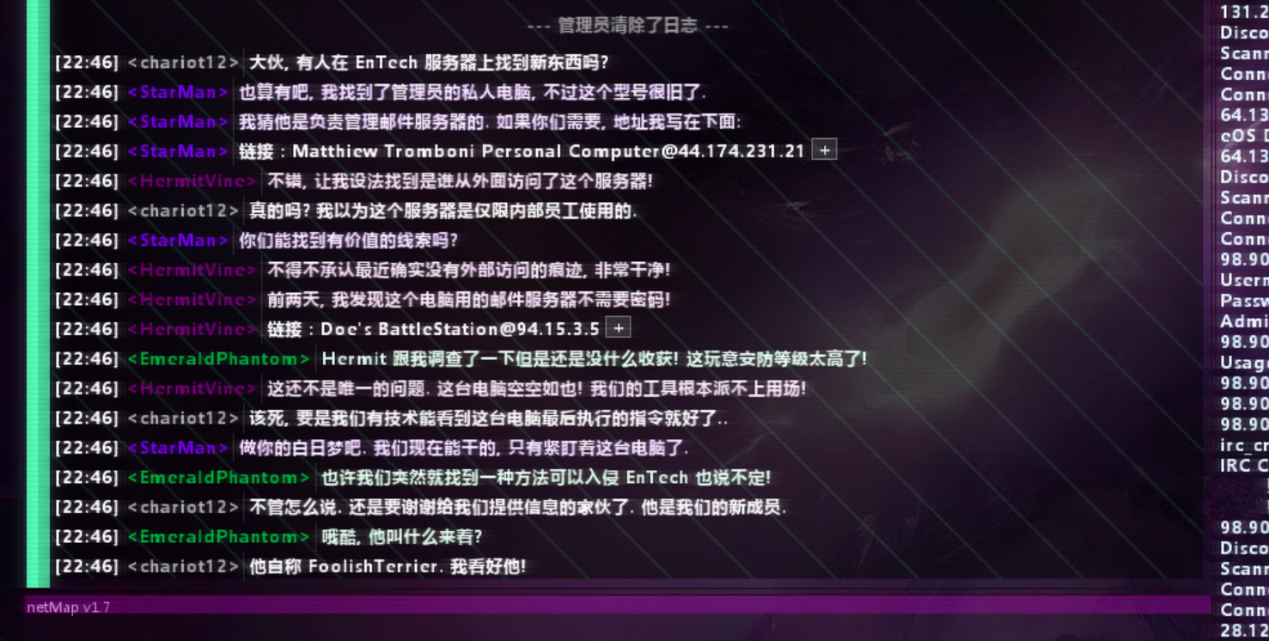 --- 管理员清除了日志 ---
[22:46] <chariot12> 大伙, 有人在 EnTech 服务器上找到新东西吗?
[22:46] <StarMan> 也算有吧, 我找到了管理员的私人电脑, 不过这个型号很旧了.
[22:46] <StarMan> 我猜他是负责管理邮件服务器的. 如果你们需要, 地址我写在下面:
[22:46] <StarMan> 链接 : Matthiew Tromboni Personal Computer@44.174.231.21 +
[22:46] <HermitVine> 不错, 让我设法找到是谁从外面访问了这个服务器!
[22:46] <chariot12> 真的吗? 我以为这个服务器是仅限内部员工使用的.
[22:46] <StarMan> 你们能找到有价值的线索吗?
[22:46] <HermitVine> 不得不承认最近确实没有外部访问的痕迹, 非常干净!
[22:46] <HermitVine> 前两天, 我发现这个电脑用的邮件服务器不需要密码!
[22:46] <HermitVine> 链接 : Doe's BattleStation@94.15.3.5 +
[22:46] <EmeraldPhantom> Hermit 跟我调查了一下但是还是没什么收获! 这玩意安防等级太高了!
[22:46] <HermitVine> 这还不是唯一的问题. 这台电脑空空如也! 我们的工具根本派不上用场!
[22:46] <chariot12> 该死, 要是我们有技术能看到这台电脑最后执行的指令就好了..
[22:46] <StarMan> 做你的白日梦吧. 我们现在能干的, 只有紧盯着这台电脑了.
[22:46] <EmeraldPhantom> 也许我们突然就找到一种方法可以入侵 EnTech 也说不定!
[22:46] <chariot12> 不管怎么说. 还是要谢谢给我们提供信息的家伙了. 他是我们的新成员.
[22:46] <EmeraldPhantom> 哦酷, 他叫什么来着?
[22:46] <chariot12> 他自称 FoolishTerrier. 我看好他!
netMap v1.7
131.2
Disco
Scann
Conne
Conn
64.13
eOS D
64.13
Disco
Scann
Conn
Conn
98.90
Usern
Passw
Admi
98.90
Usage
98.90
98.90
98.90
irc_cr
IRC C
98.90
Disco
Scann
Conne
Conn
28.12